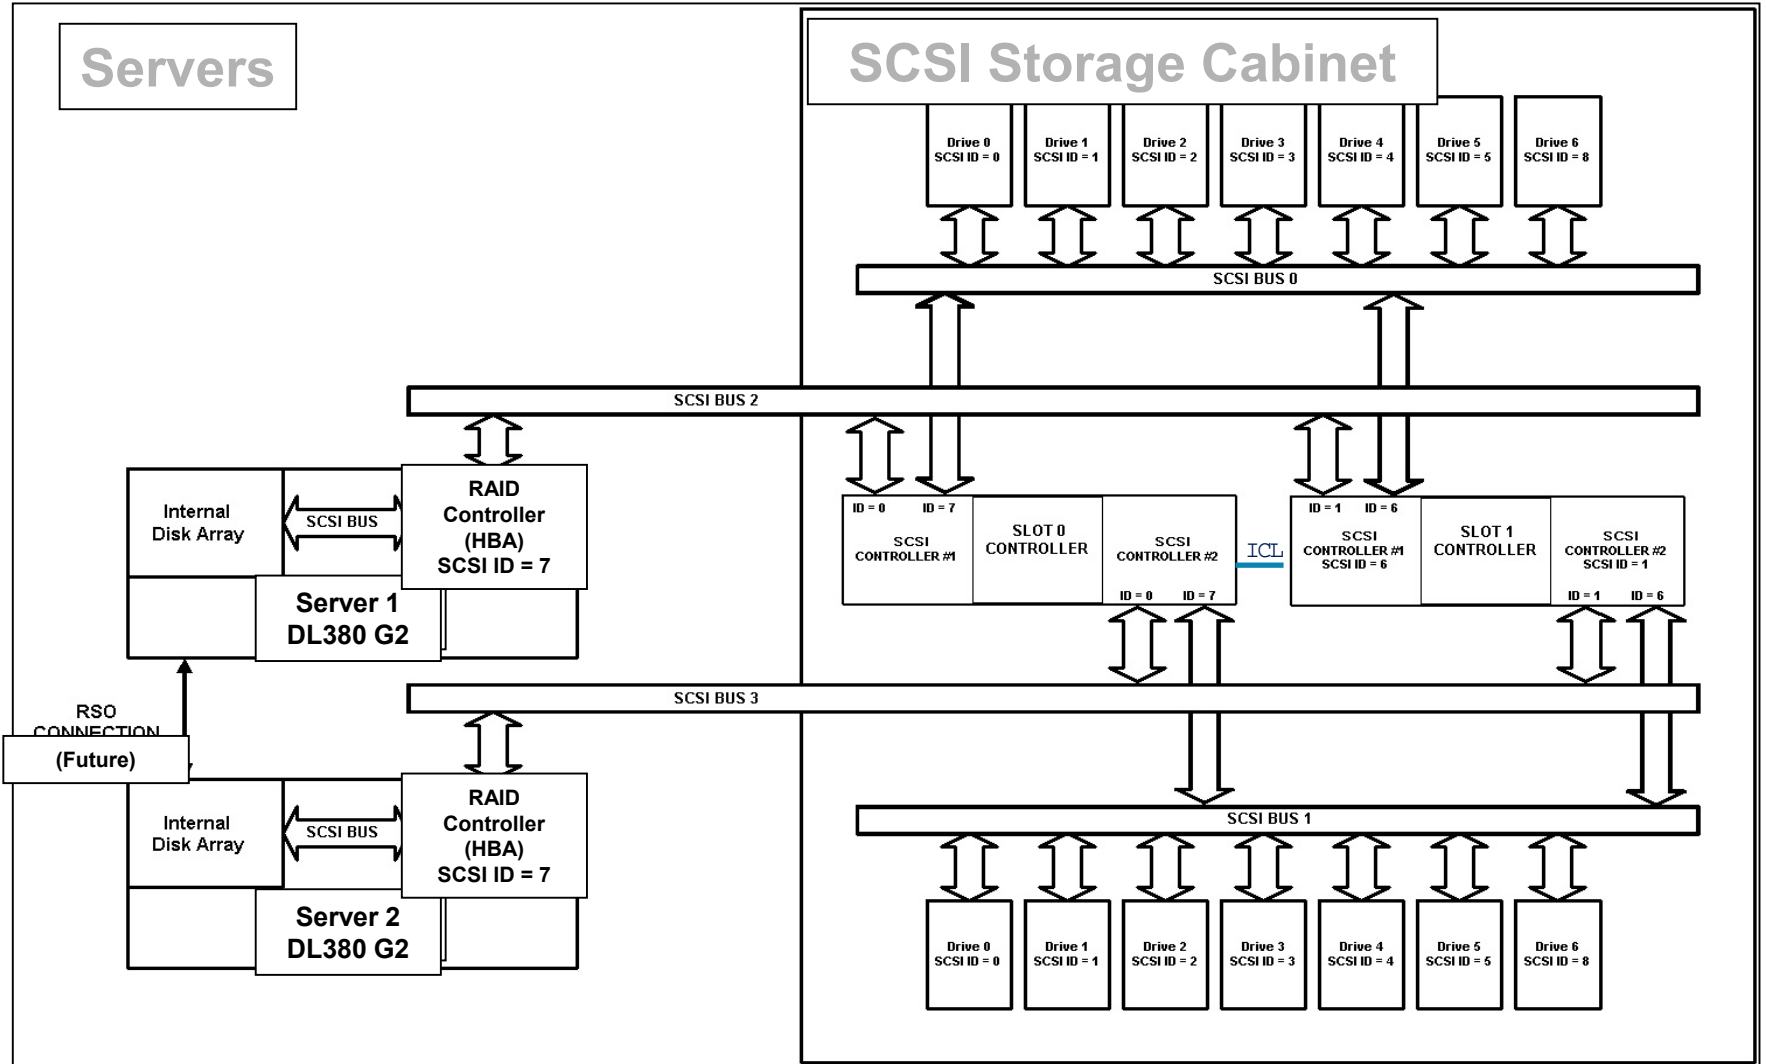 Servers
SCSI Storage Cabinet
Drive 0
SCSI ID = 0
Drive 1
SCSI ID = 1
Drive 2
SCSI ID = 2
Drive 3
SCSI ID = 3
Drive 4
SCSI ID = 4
Drive 5
SCSI ID = 5
Drive 6
SCSI ID = 8
SCSI BUS 0
SCSI BUS 2
Internal
Disk Array
SCSI BUS
RAID
Controller
(HBA)
SCSI ID = 7
Server 1
DL380 G2
ID = 0 ID = 7
SCSI
CONTROLLER #1
SLOT 0
CONTROLLER
SCSI
CONTROLLER #2
ID = 0 ID = 7
ICL
ID = 1 ID = 6
SCSI
CONTROLLER #1
SCSI ID = 6
SLOT 1
CONTROLLER
SCSI
CONTROLLER #2
SCSI ID = 1
ID = 1 ID = 6
SCSI BUS 3
RSO
CONNECTION
(Future)
Internal
Disk Array
SCSI BUS
RAID
Controller
(HBA)
SCSI ID = 7
Server 2
DL380 G2
SCSI BUS 1
Drive 0
SCSI ID = 0
Drive 1
SCSI ID = 1
Drive 2
SCSI ID = 2
Drive 3
SCSI ID = 3
Drive 4
SCSI ID = 4
Drive 5
SCSI ID = 5
Drive 6
SCSI ID = 8